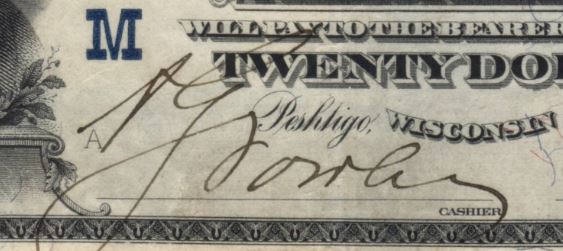 M
WILL PAY TO THE BEARER
TWENTY DO
A
Peshtigo, WISCONSIN
CASHIER